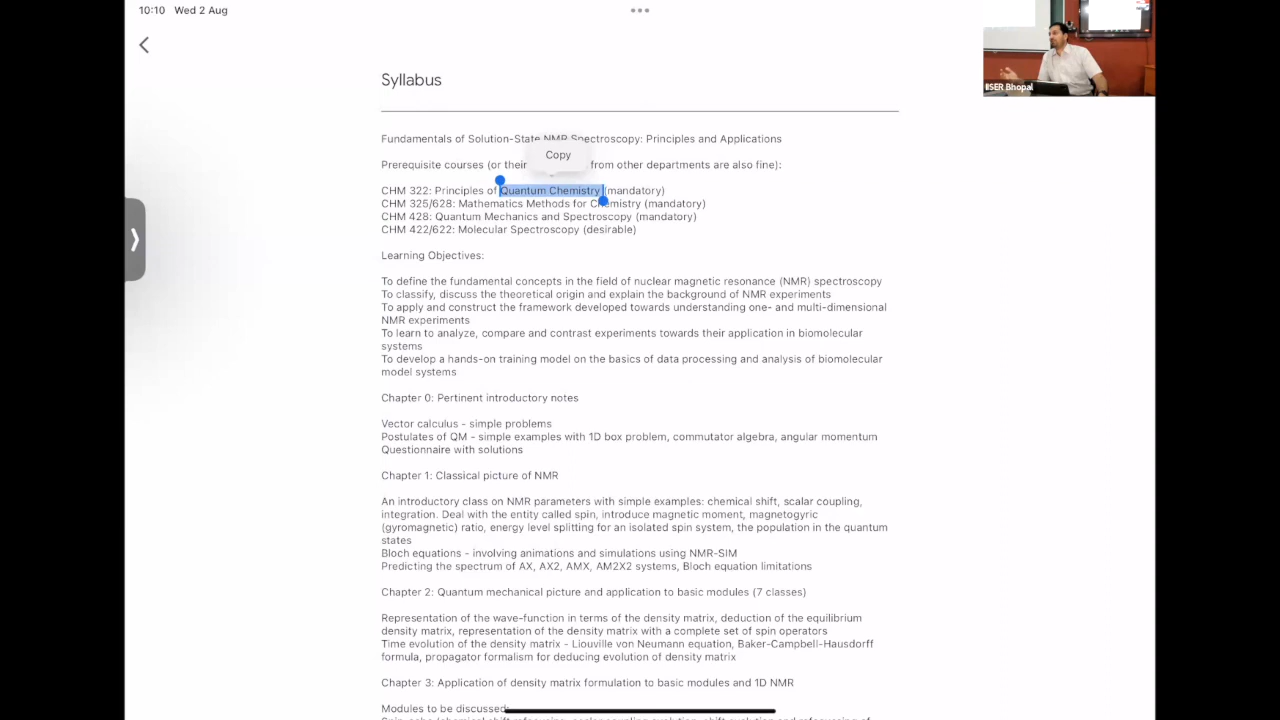 10:10 Wed 2 Aug
IISER Bhopal
Syllabus
Fundamentals of Solution-State NMR Spectroscopy: Principles and Applications
Copy
Prerequisite courses (or their from other departments are also fine):
CHM 322: Principles of Quantum Chemistry (mandatory)
CHM 325/628: Mathematics Methods for Chemistry (mandatory)
CHM 428: Quantum Mechanics and Spectroscopy (mandatory)
CHM 422/622: Molecular Spectroscopy (desirable)
Learning Objectives:
To define the fundamental concepts in the field of nuclear magnetic resonance (NMR) spectroscopy
To classify, discuss the theoretical origin and explain the background of NMR experiments
To apply and construct the framework developed towards understanding one- and multi-dimensional
NMR experiments
To learn to analyze, compare and contrast experiments towards their application in biomolecular
systems
To develop a hands-on training model on the basics of data processing and analysis of biomolecular
model systems
Chapter 0: Pertinent introductory notes
Vector calculus - simple problems
Postulates of QM - simple examples with 1D box problem, commutator algebra, angular momentum
Questionnaire with solutions
Chapter 1: Classical picture of NMR
An introductory class on NMR parameters with simple examples: chemical shift, scalar coupling,
integration. Deal with the entity called spin, introduce magnetic moment, magnetogyric
(gyromagnetic) ratio, energy level splitting for an isolated spin system, the population in the quantum
states
Bloch equations - involving animations and simulations using NMR-SIM
Predicting the spectrum of AX, AX2, AMX, AM2X2 systems, Bloch equation limitations
Chapter 2: Quantum mechanical picture and application to basic modules (7 classes)
Representation of the wave-function in terms of the density matrix, deduction of the equilibrium
density matrix, representation of the density matrix with a complete set of spin operators
Time evolution of the density matrix - Liouville von Neumann equation, Baker-Campbell-Hausdorff
formula, propagator formalism for deducing evolution of density matrix
Chapter 3: Application of density matrix formulation to basic modules and 1D NMR
Modules to be discussed: